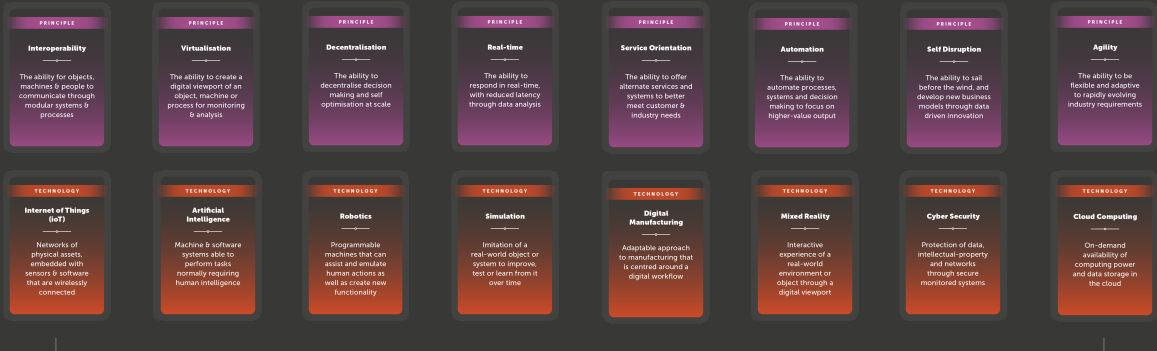 PRINCIPLE
Interoperability
The ability for objects,
machines & people to
communicate through
modular systems &
processes
PRINCIPLE
Virtualisation
The ability to create a
digital viewport of an
object, machine or
process for monitoring
& analysis
PRINCIPLE
Decentralisation
The ability to
decentralise decision
making and self
optimisation at scale
PRINCIPLE
Real-time
The ability to
respond in real-time,
with reduced latency
through data analysis
PRINCIPLE
Service Orientation
The ability to offer
alternate services and
systems to better
meet customer &
industry needs
PRINCIPLE
Automation
The ability to
automate processes,
systems and decision
making to focus on
higher-value output
PRINCIPLE
Self Disruption
The ability to sail
before the wind, and
develop new business
models through data
driven innovation
PRINCIPLE
Agility
The ability to be
flexible and adaptive
to rapidly evolving
industry requirements
TECHNOLOGY
Internet of Things
(ioT)
Networks of
physical assets,
embedded with
sensors & software
that are wirelessly
connected
TECHNOLOGY
Artificial
Intelligence
Machine & software
systems able to
perform tasks
normally requiring
human intelligence
TECHNOLOGY
Robotics
Programmable
machines that can
assist and emulate
human actions as
well as create new
functionality
TECHNOLOGY
Simulation
Imitation of a
real-world object or
system to improve,
test or learn from it
over time
TECHNOLOGY
Digital
Manufacturing
Adaptable approach
to manufacturing that
is centred around a
digital workflow
TECHNOLOGY
Mixed Reality
Interactive
experience of a
real-world
environment or
object through a
digital viewport
TECHNOLOGY
Cyber Security
Protection of data,
intellectual-property
and networks
through secure
monitored systems
TECHNOLOGY
Cloud Computing
On-demand
availability of
computing power
and data storage in
the cloud